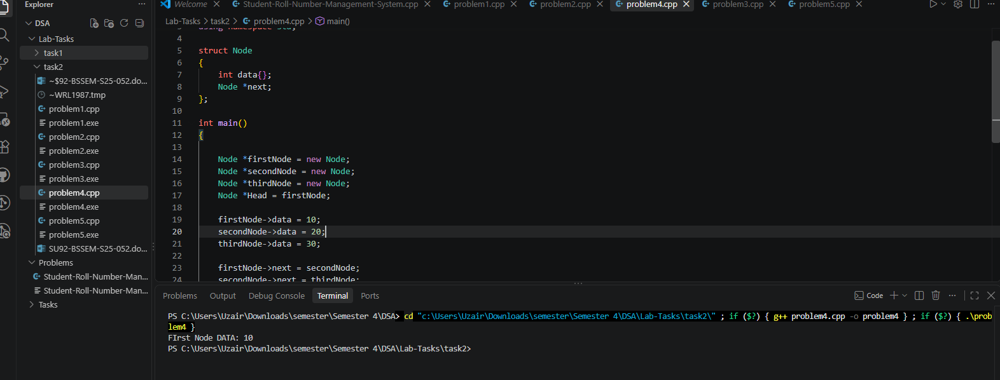 Explorer
DSA
Lab-Tasks
task1
task2
~$92-BSSEM-S25-052.do...
~WRL1987.tmp
problem1.cpp
problem1.exe
problem2.cpp
problem2.exe
problem3.cpp
problem3.exe
problem4.cpp
problem4.exe
problem5.cpp
problem5.exe
SU92-BSSEM-S25-052.do...
Problems
Student-Roll-Number-Man...
Student-Roll-Number-Man...
Tasks
Welcome Student-Roll-Number-Management-System.cpp problem1.cpp problem2.cpp problem4.cpp problem3.cpp problem5.cpp
Lab-Tasks > task2 > problem4.cpp > main()
3 using namespace std;
4
5 struct Node
6 {
7 int data{};
8 Node *next;
9 };
10
11 int main()
12 {
13
14 Node *firstNode = new Node;
15 Node *secondNode = new Node;
16 Node *thirdNode = new Node;
17 Node *Head = firstNode;
18
19 firstNode->data = 10;
20 secondNode->data = 20;
21 thirdNode->data = 30;
22
23 firstNode->next = secondNode;
24 secondNode->next = thirdNode;
Problems Output Debug Console Terminal Ports
Code
PS C:\Users\Uzair\Downloads\semester\Semester 4\DSA> cd "c:\Users\Uzair\Downloads\semester\Semester 4\DSA\Lab-Tasks\task2\" ; if ($?) { g++ problem4.cpp -o problem4 } ; if ($?) { .\prob
lem4 }
FIrst Node DATA: 10
PS C:\Users\Uzair\Downloads\semester\Semester 4\DSA\Lab-Tasks\task2>